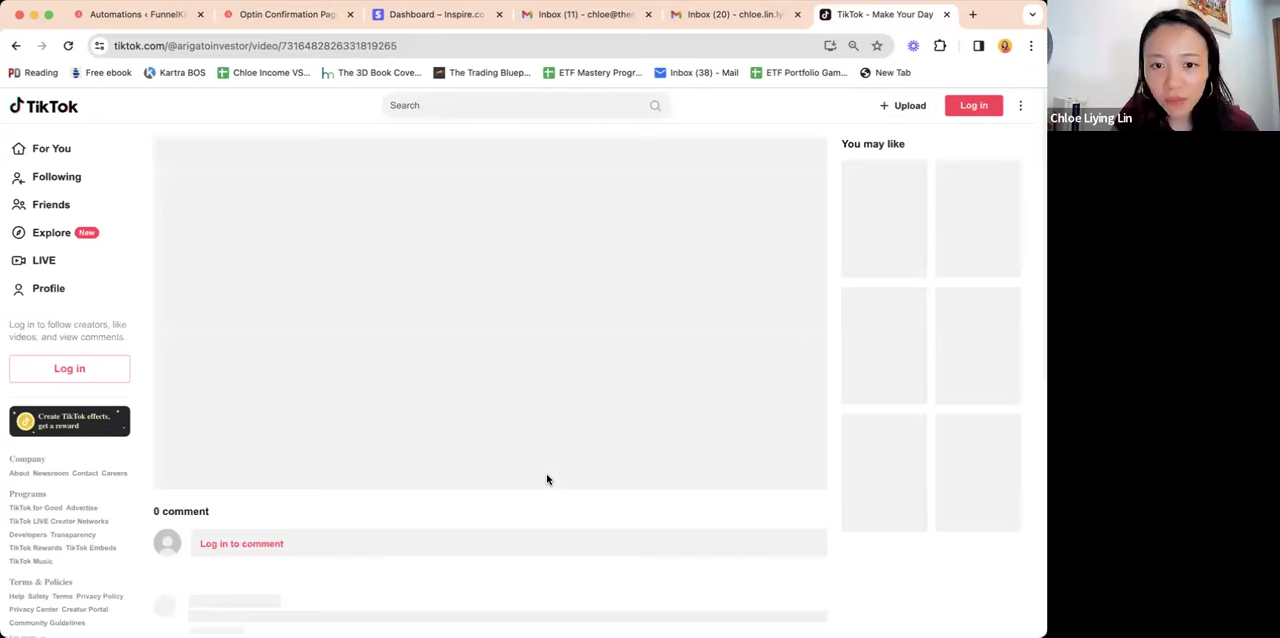 Automations ‹ FunnelKi
Optin Confirmation Pag
Dashboard – Inspire.co
Inbox (11) – chloe@ther
Inbox (20) – chloe.lin.ly
TikTok - Make Your Day
tiktok.com/@arigatoinvestor/video/7316482826331819265
Reading
Free ebook
Kartra BOS
Chloe Income VS...
The 3D Book Cove...
The Trading Bluep...
ETF Mastery Progr...
Inbox (38) - Mail
ETF Portfolio Gam...
New Tab
TikTok
Search
Upload
Log in
For You
Following
Friends
Explore New
LIVE
Profile
Log in to follow creators, like
videos, and view comments.
Log in
Create TikTok effects,
get a reward
Company
About Newsroom Contact Careers
Programs
TikTok for Good Advertise
TikTok LIVE Creator Networks
Developers Transparency
TikTok Rewards TikTok Embeds
TikTok Music
Terms & Policies
Help Safety Terms Privacy Policy
Privacy Center Creator Portal
Community Guidelines
You may like
0 comment
Log in to comment
Chloe Liying Lin